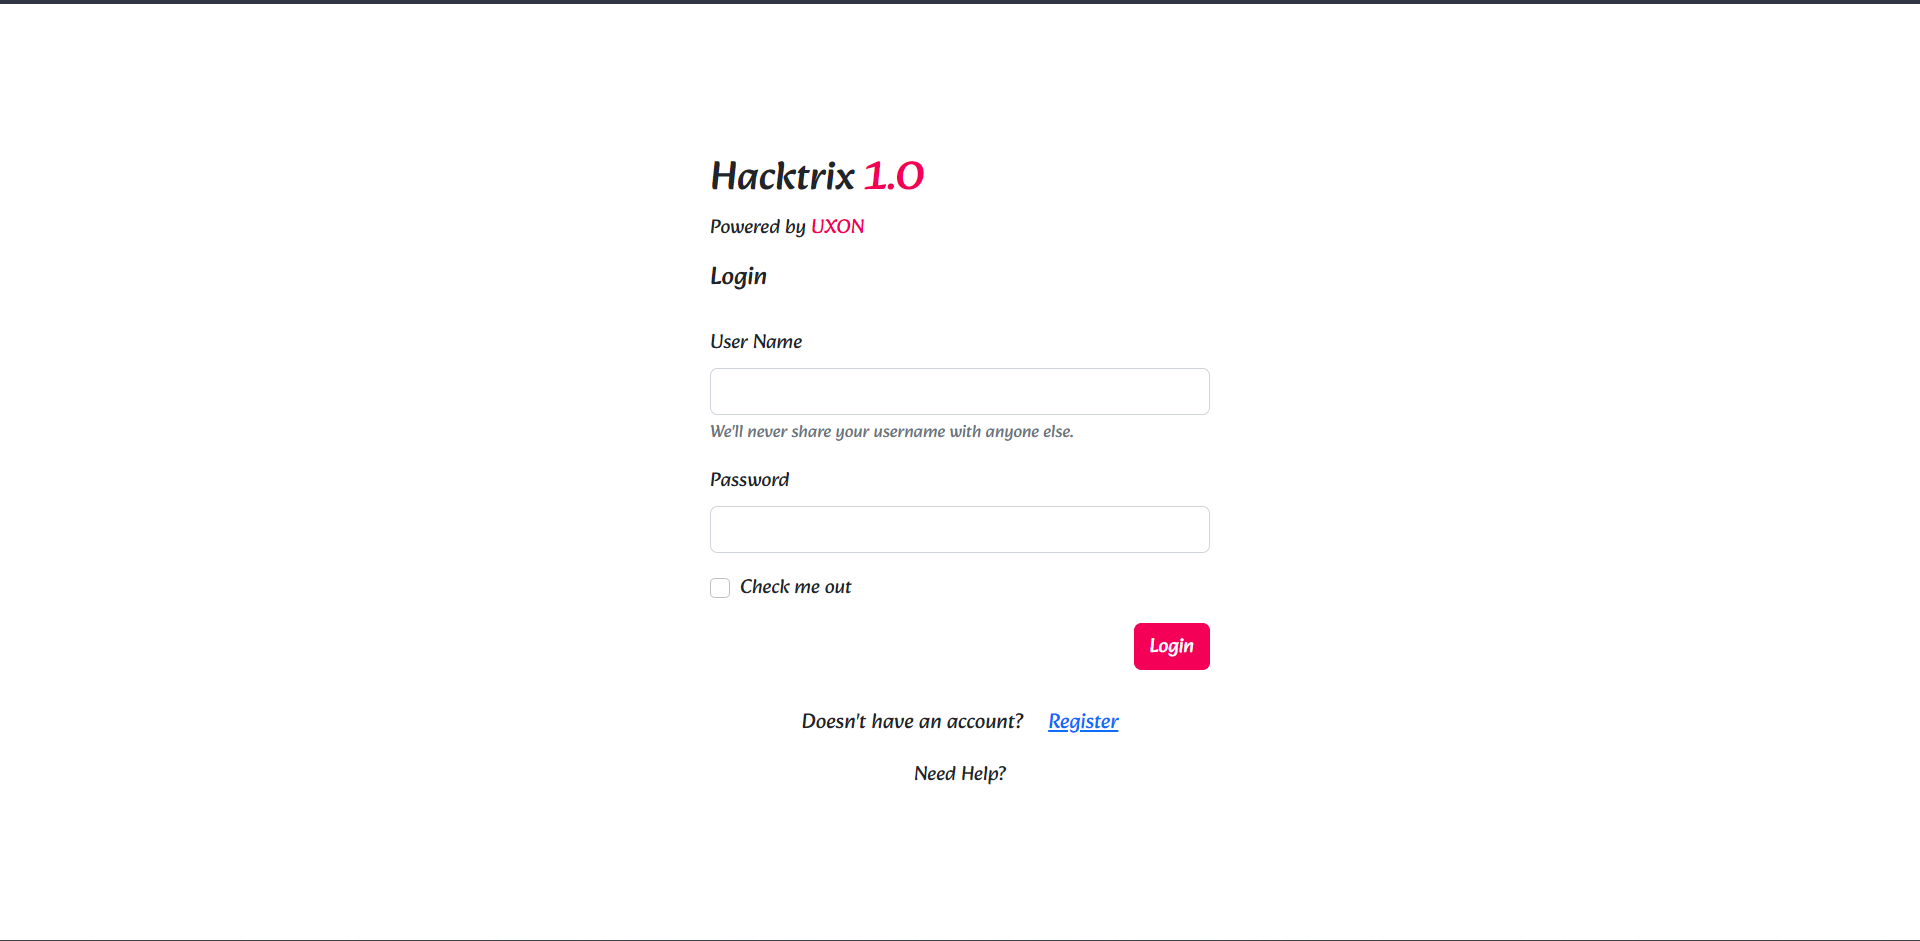 Hacktrix 1.0
Powered by UXON
Login
User Name
We'll never share your username with anyone else.
Password
Check me out
Login
Doesn't have an account? Register
Need Help?